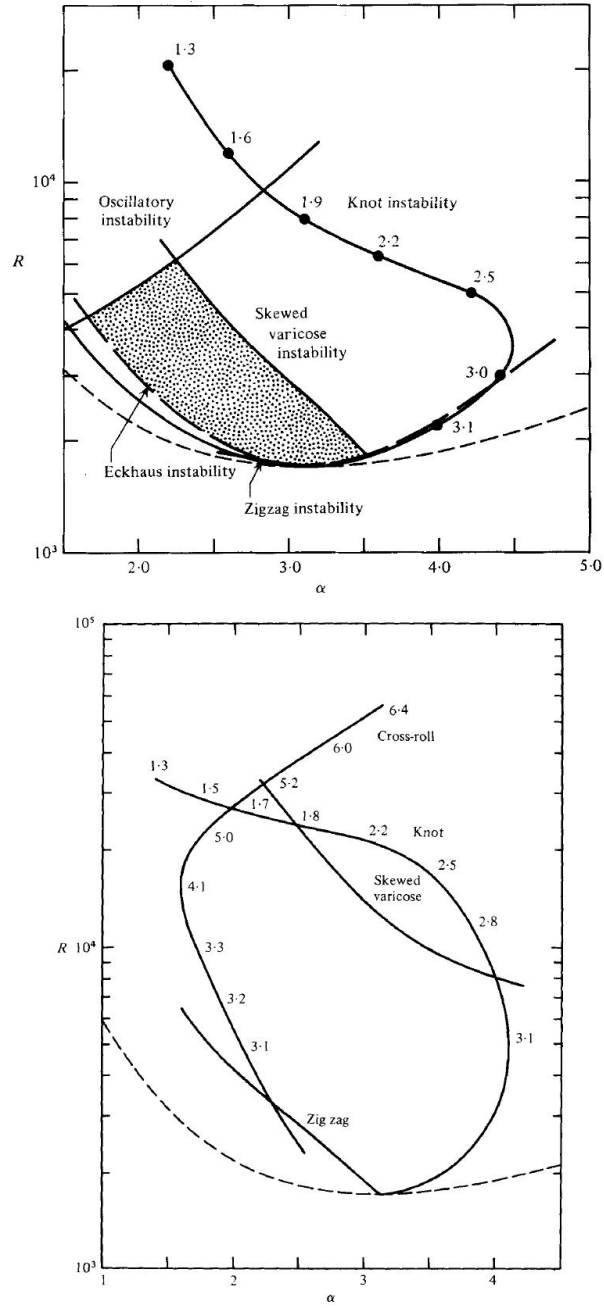 1·3
1·6
10⁴
Oscillatory
instability
1·9
Knot instability
2·2
R
2·5
Skewed
varicose
instability
3·0
3·1
Eckhaus instability
Zigzag instability
10³
2·0
3·0
4·0
5·0
α
10⁵
6·4
Cross-roll
6·0
1·3
5·2
1·5
1·7
1·8
2·2
Knot
5·0
2·5
Skewed
varicose
4·1
2·8
R 10⁴
3·3
3·2
3·1
3·1
Zig zag
10³
1
2
3
4
α